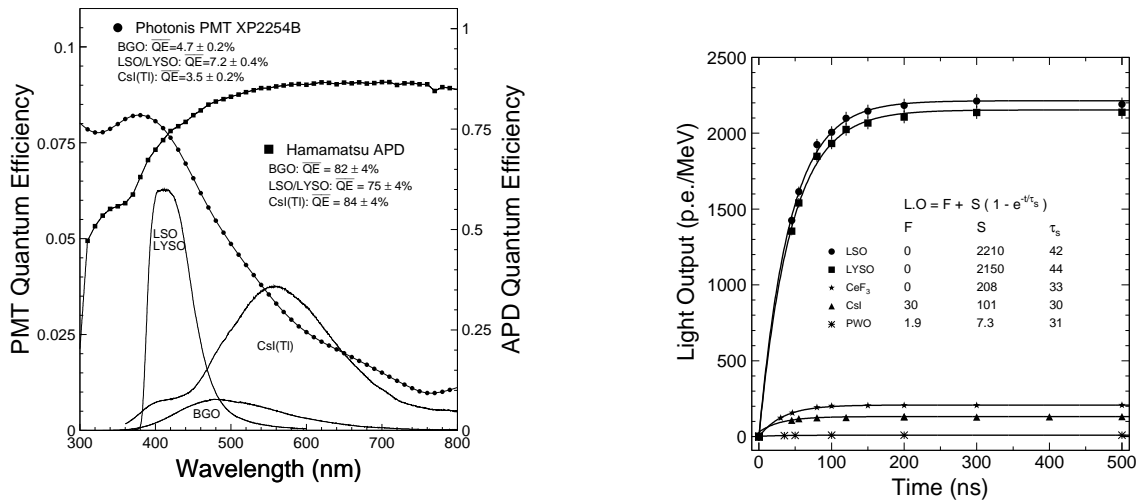 Photonis PMT XP2254B
BGO: QE=4.7 ± 0.2%
LSO/LYSO: QE=7.2 ± 0.4%
CsI(Tl): QE=3.5 ± 0.2%
Hamamatsu APD
BGO: QE = 82 ± 4%
LSO/LYSO: QE = 75 ± 4%
CsI(Tl): QE = 84 ± 4%
LSO
LYSO
CsI(Tl)
BGO
PMT Quantum Efficiency
0.1
0.075
0.05
0.025
0
APD Quantum Efficiency
1
0.75
0.5
0.25
0
300 400 500 600 700 800
Wavelength (nm)
Light Output (p.e./MeV)
2500
2250
2000
1750
1500
1250
1000
750
500
200
0
L.O = F + S ( 1 - e^-t/τs)
F S τs
LSO 0 2210 42
LYSO 0 2150 44
CeF₃ 0 208 33
CsI 30 101 30
PWO 1.9 7.3 31
0 100 200 300 400 500
Time (ns)